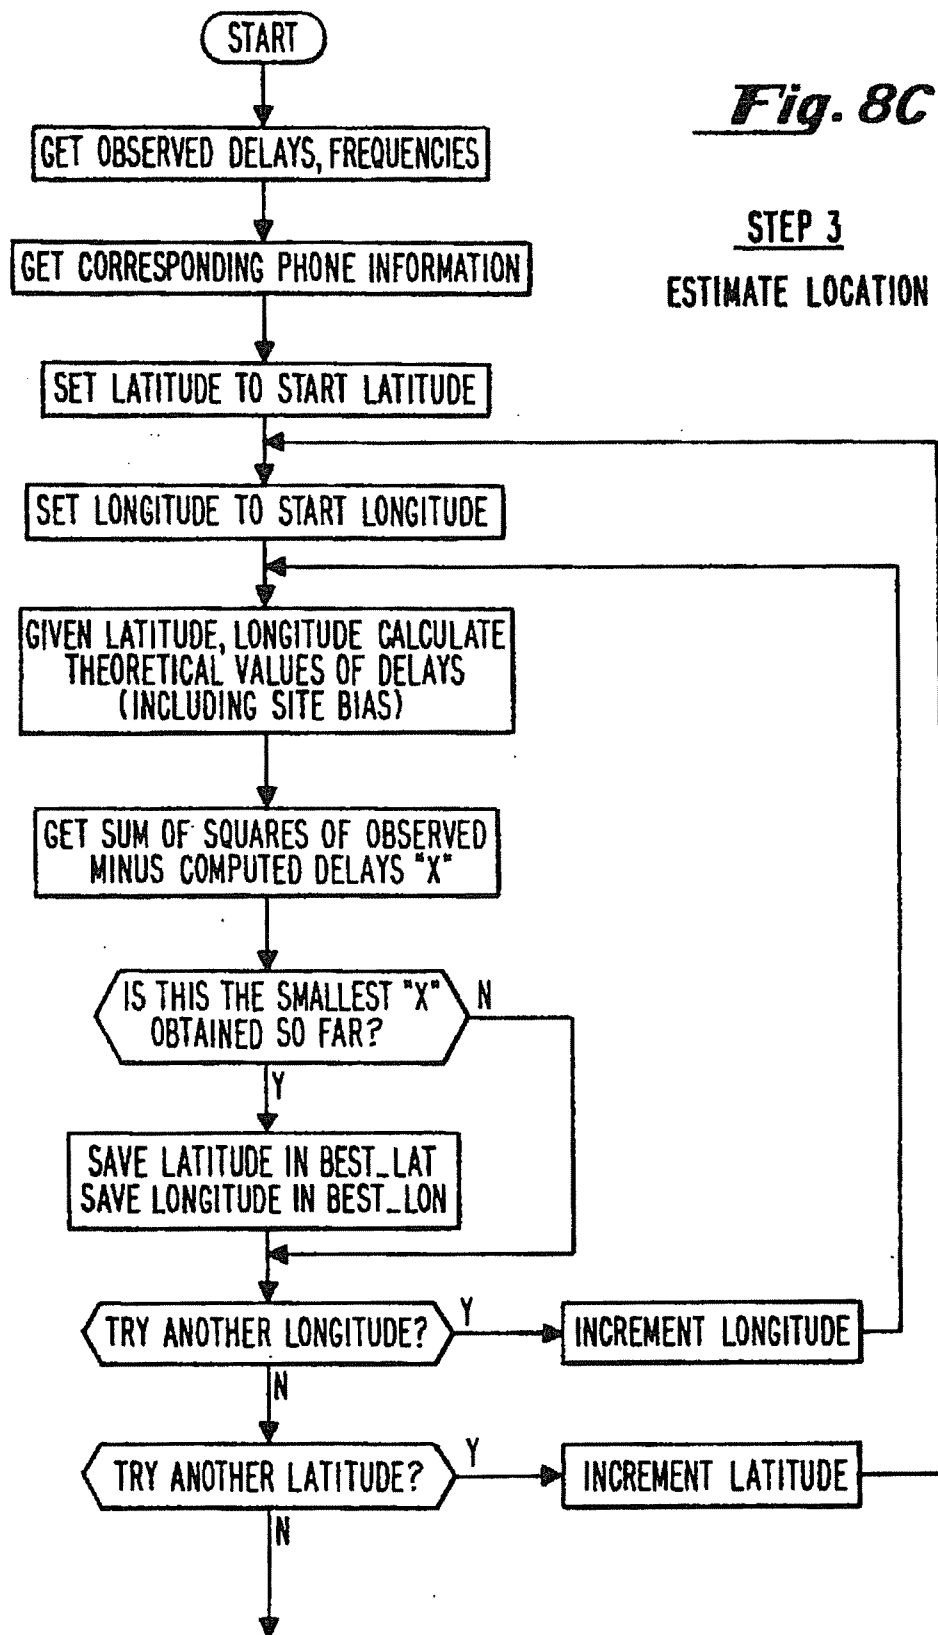 START
Fig. 8C
GET OBSERVED DELAYS, FREQUENCIES
STEP 3
GET CORRESPONDING PHONE INFORMATION
ESTIMATE LOCATION
SET LATITUDE TO START LATITUDE
SET LONGITUDE TO START LONGITUDE
GIVEN LATITUDE, LONGITUDE CALCULATE
THEORETICAL VALUES OF DELAYS
(INCLUDING SITE BIAS)
GET SUM OF SQUARES OF OBSERVED
MINUS COMPUTED DELAYS "X"
IS THIS THE SMALLEST "X"
OBTAINED SO FAR?
N
Y
SAVE LATITUDE IN BEST_LAT
SAVE LONGITUDE IN BEST_LON
TRY ANOTHER LONGITUDE?
Y
INCREMENT LONGITUDE
N
TRY ANOTHER LATITUDE?
Y
INCREMENT LATITUDE
N